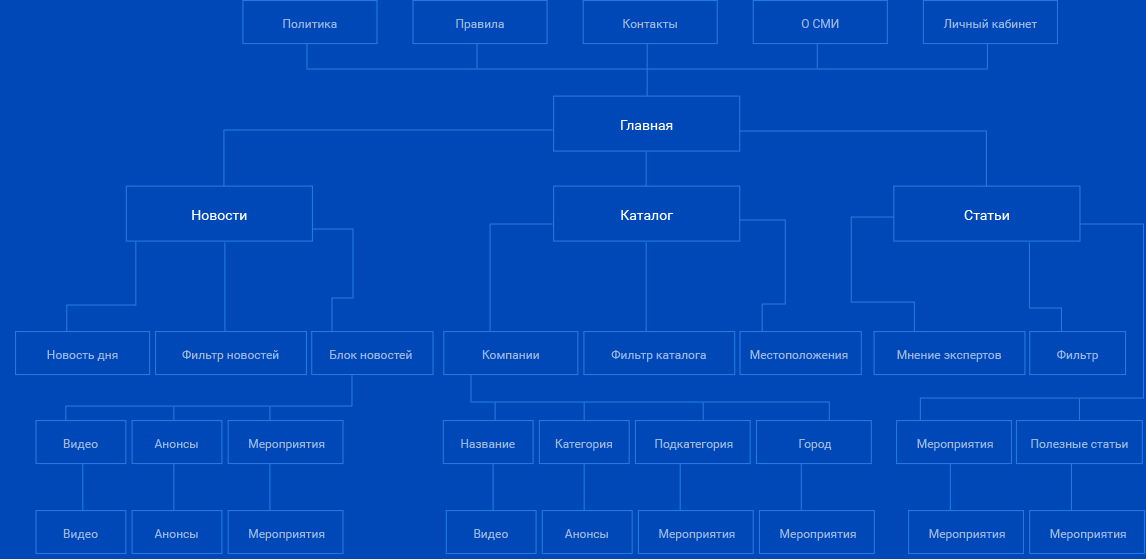 Политика
Правила
Контакты
О СМИ
Личный кабинет
Главная
Новости
Каталог
Статьи
Новость дня
Фильтр новостей
Блок новостей
Компании
Фильтр каталога
Местоположения
Мнение экспертов
Фильтр
Видео
Анонсы
Мероприятия
Название
Категория
Подкатегория
Город
Мероприятия
Полезные статьи
Видео
Анонсы
Мероприятия
Видео
Анонсы
Мероприятия
Мероприятия
Мероприятия
Мероприятия